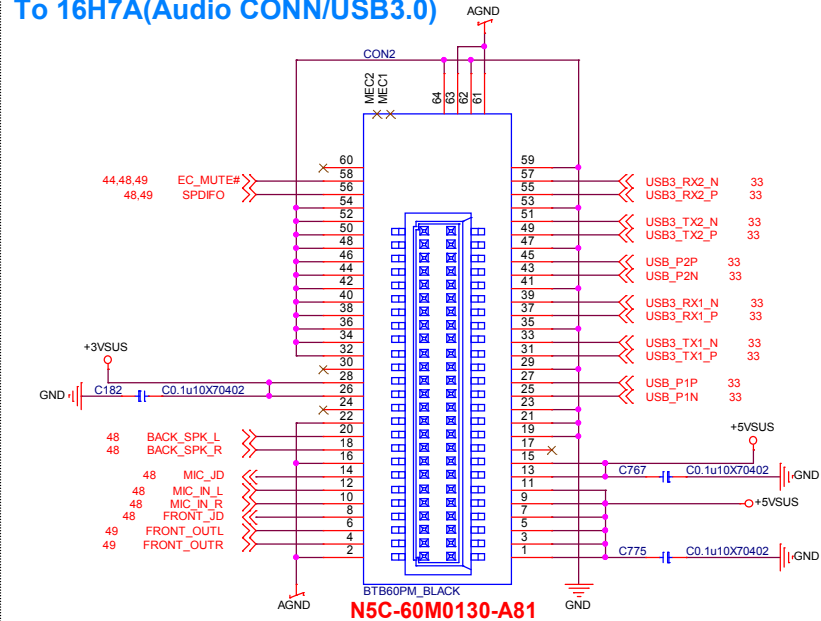 To 16H7A(Audio CONN/USB3.0)
AGND
CON2
MEC2
MEC1
64
63
62
61
60
59
44,48,49 EC_MUTE# 58
57 USB3_RX2_N 33
48,49 SPDIFO 56
55 USB3_RX2_P 33
54
53
52
51 USB3_TX2_N 33
50
49 USB3_TX2_P 33
48
47
46
45 USB_P2P 33
44
43 USB_P2N 33
42
41
40
39 USB3_RX1_N 33
38
37 USB3_RX1_P 33
36
35
34
33 USB3_TX1_N 33
32
31 USB3_TX1_P 33
+3VSUS
30
29
28
27 USB_P1P 33
GND C182 C0.1u10X70402 26
25 USB_P1N 33
24
23
22
21
48 BACK_SPK_L 20
19
+5VSUS
48 BACK_SPK_R 18
17
16
15
48 MIC_JD 14
13 C767 C0.1u10X70402 GND
48 MIC_IN_L 12
11
48 MIC_IN_R 10
9 +5VSUS
48 FRONT_JD 8
7
49 FRONT_OUTL 6
5
49 FRONT_OUTR 4
3
2
1 C775 C0.1u10X70402 GND
BTB60PM_BLACK
AGND
N5C-60M0130-A81
GND